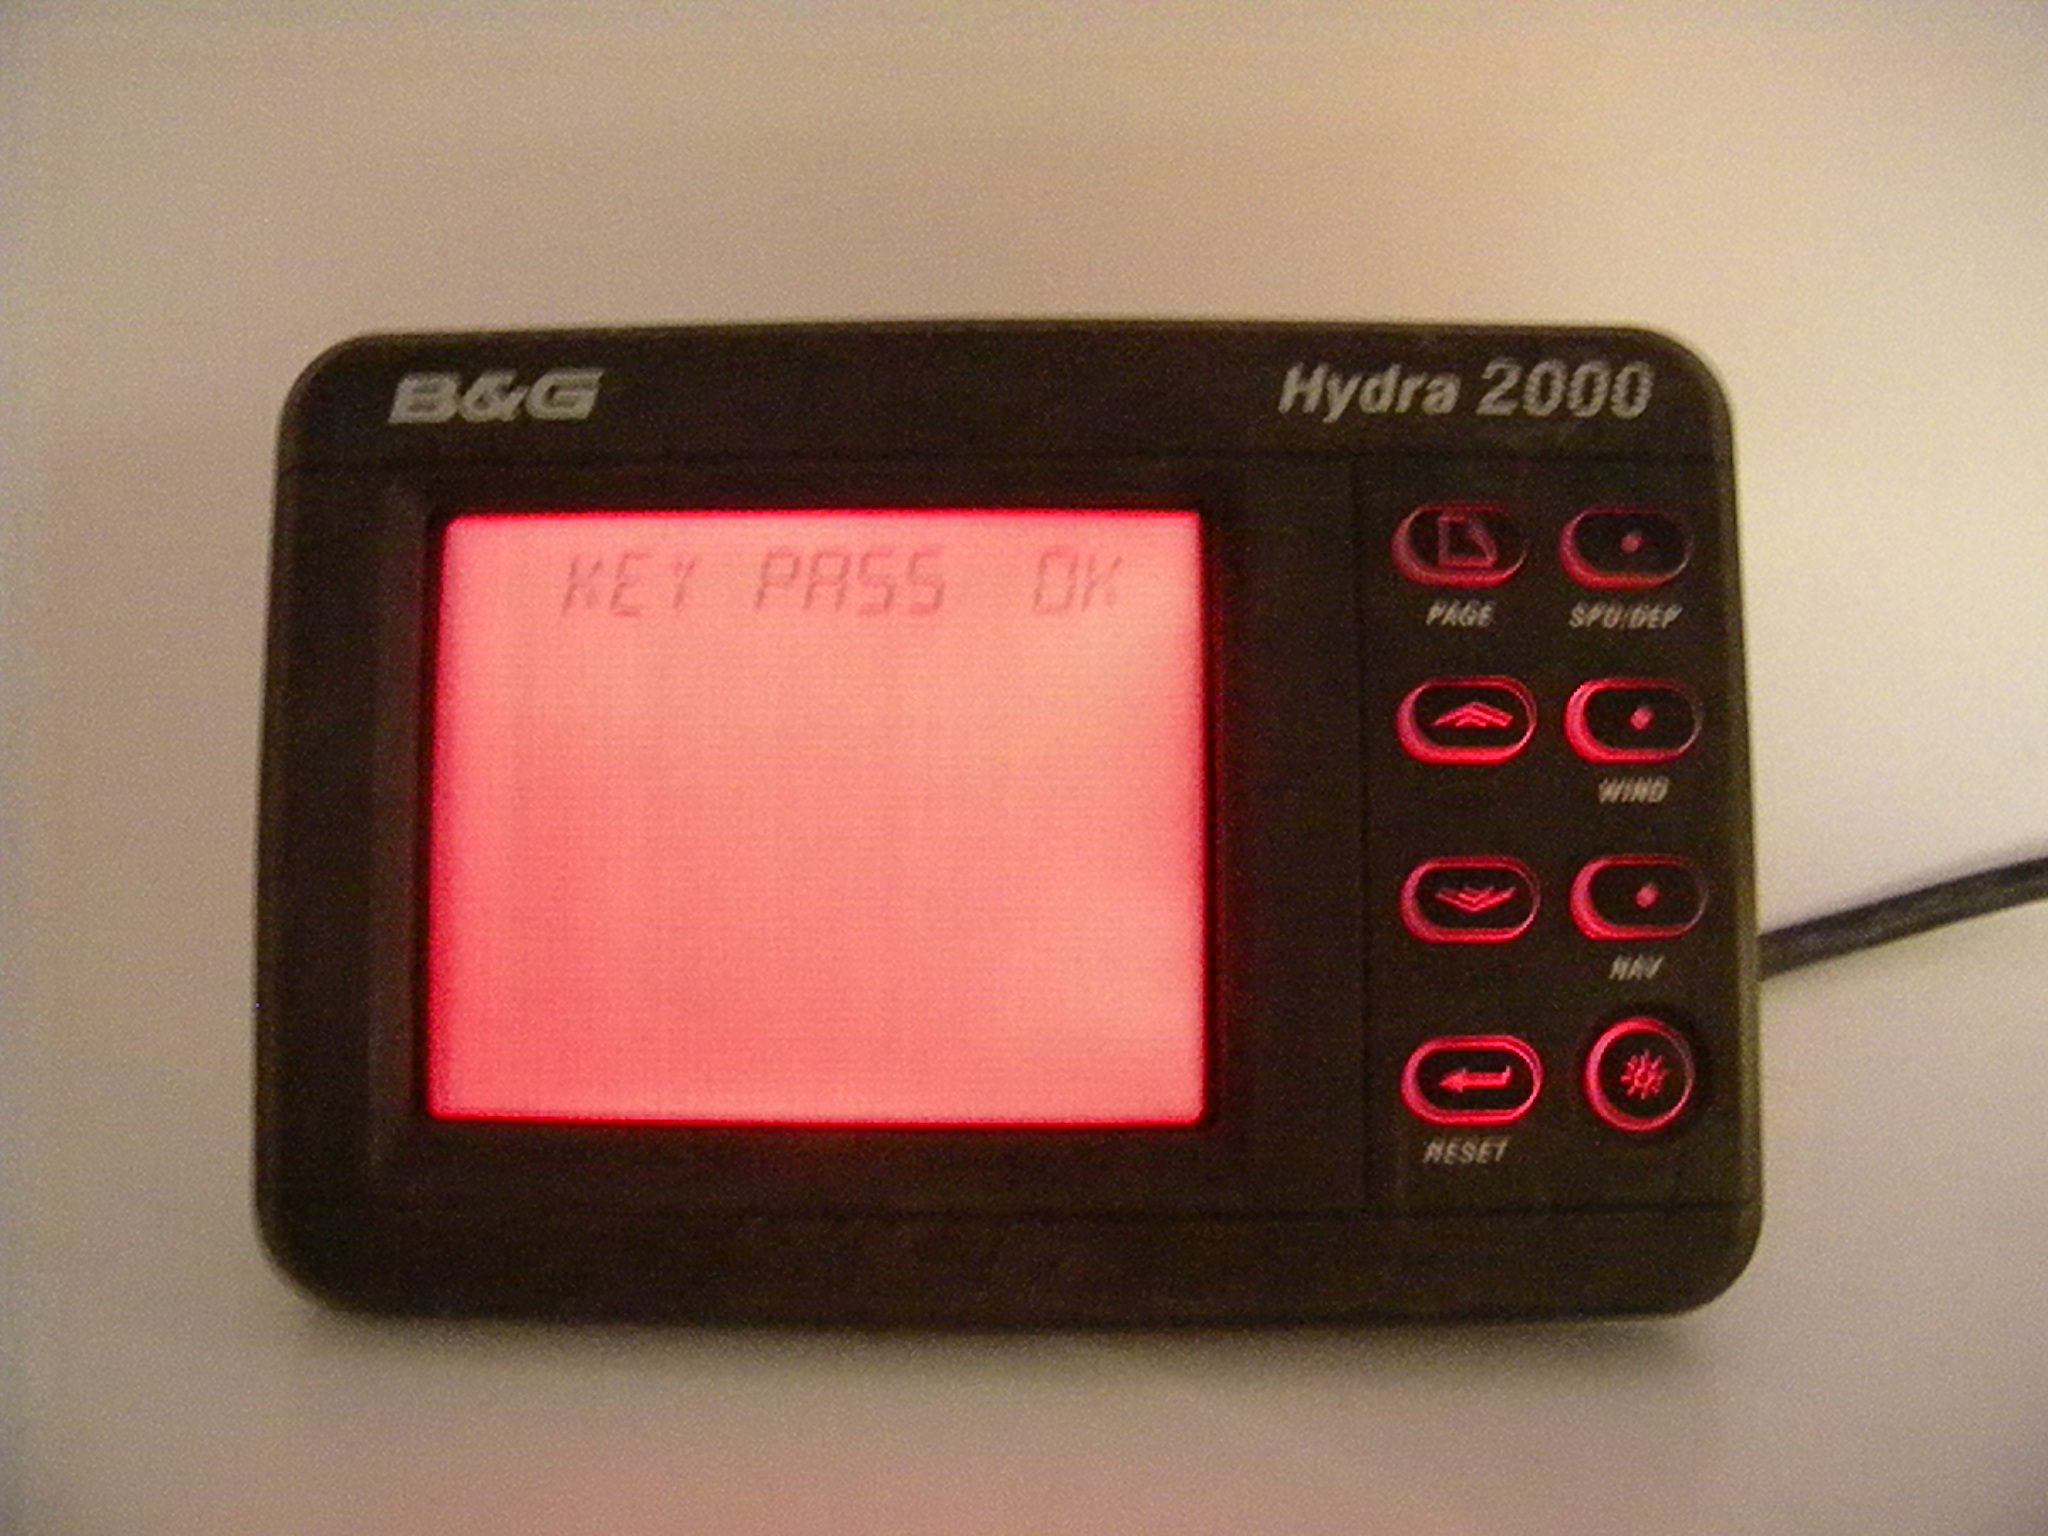 B&G
Hydra 2000
KEY PASS OK
PAGE
SPD/DEP
WIND
NAV
RESET